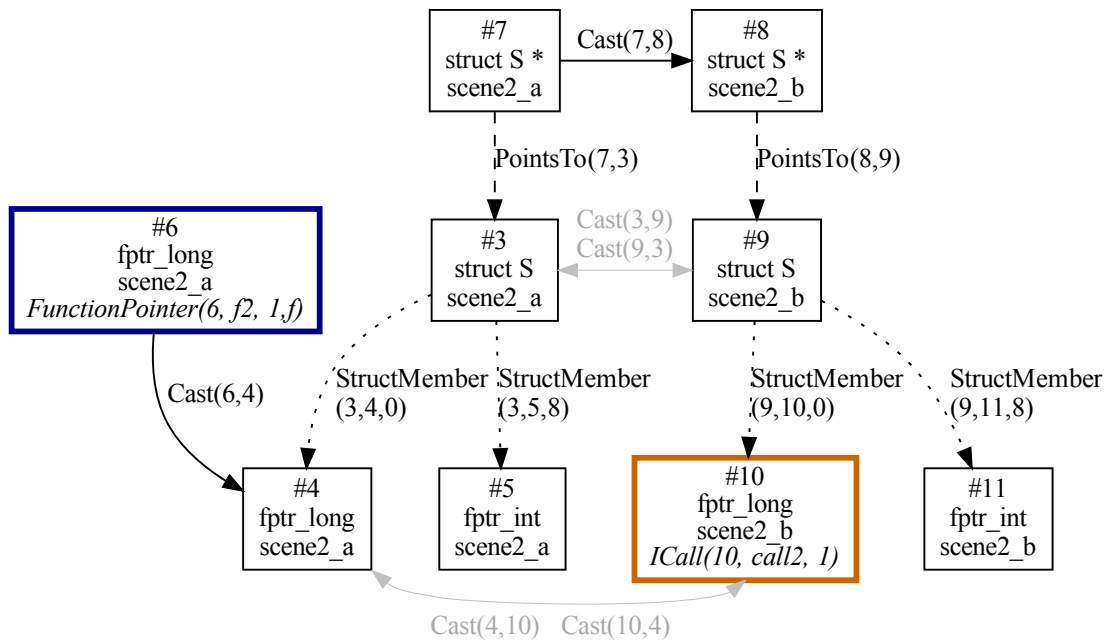 #7
struct S *
scene2_a
Cast(7,8)
#8
struct S *
scene2_b
PointsTo(7,3)
PointsTo(8,9)
#6
fptr_long
scene2_a
FunctionPointer(6, f2, 1,f)
#3
struct S
scene2_a
Cast(3,9)
Cast(9,3)
#9
struct S
scene2_b
Cast(6,4)
StructMember
(3,4,0)
StructMember
(3,5,8)
StructMember
(9,10,0)
StructMember
(9,11,8)
#4
fptr_long
scene2_a
#5
fptr_int
scene2_a
#10
fptr_long
scene2_b
ICall(10, call2, 1)
#11
fptr_int
scene2_b
Cast(4,10) Cast(10,4)